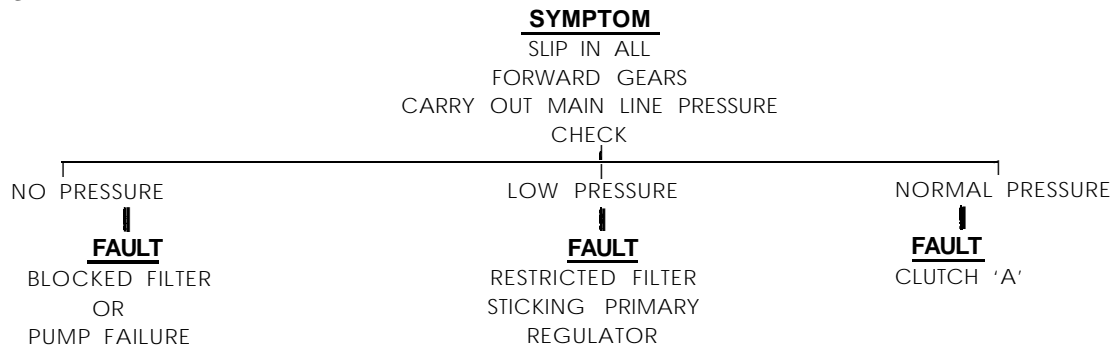 SYMPTOM
SLIP IN ALL
FORWARD GEARS
CARRY OUT MAIN LINE PRESSURE
CHECK
NO PRESSURE
FAULT
BLOCKED FILTER
OR
PUMP FAILURE
LOW PRESSURE
FAULT
RESTRICTED FILTER
STICKING PRIMARY
REGULATOR
NORMAL PRESSURE
FAULT
CLUTCH 'A'